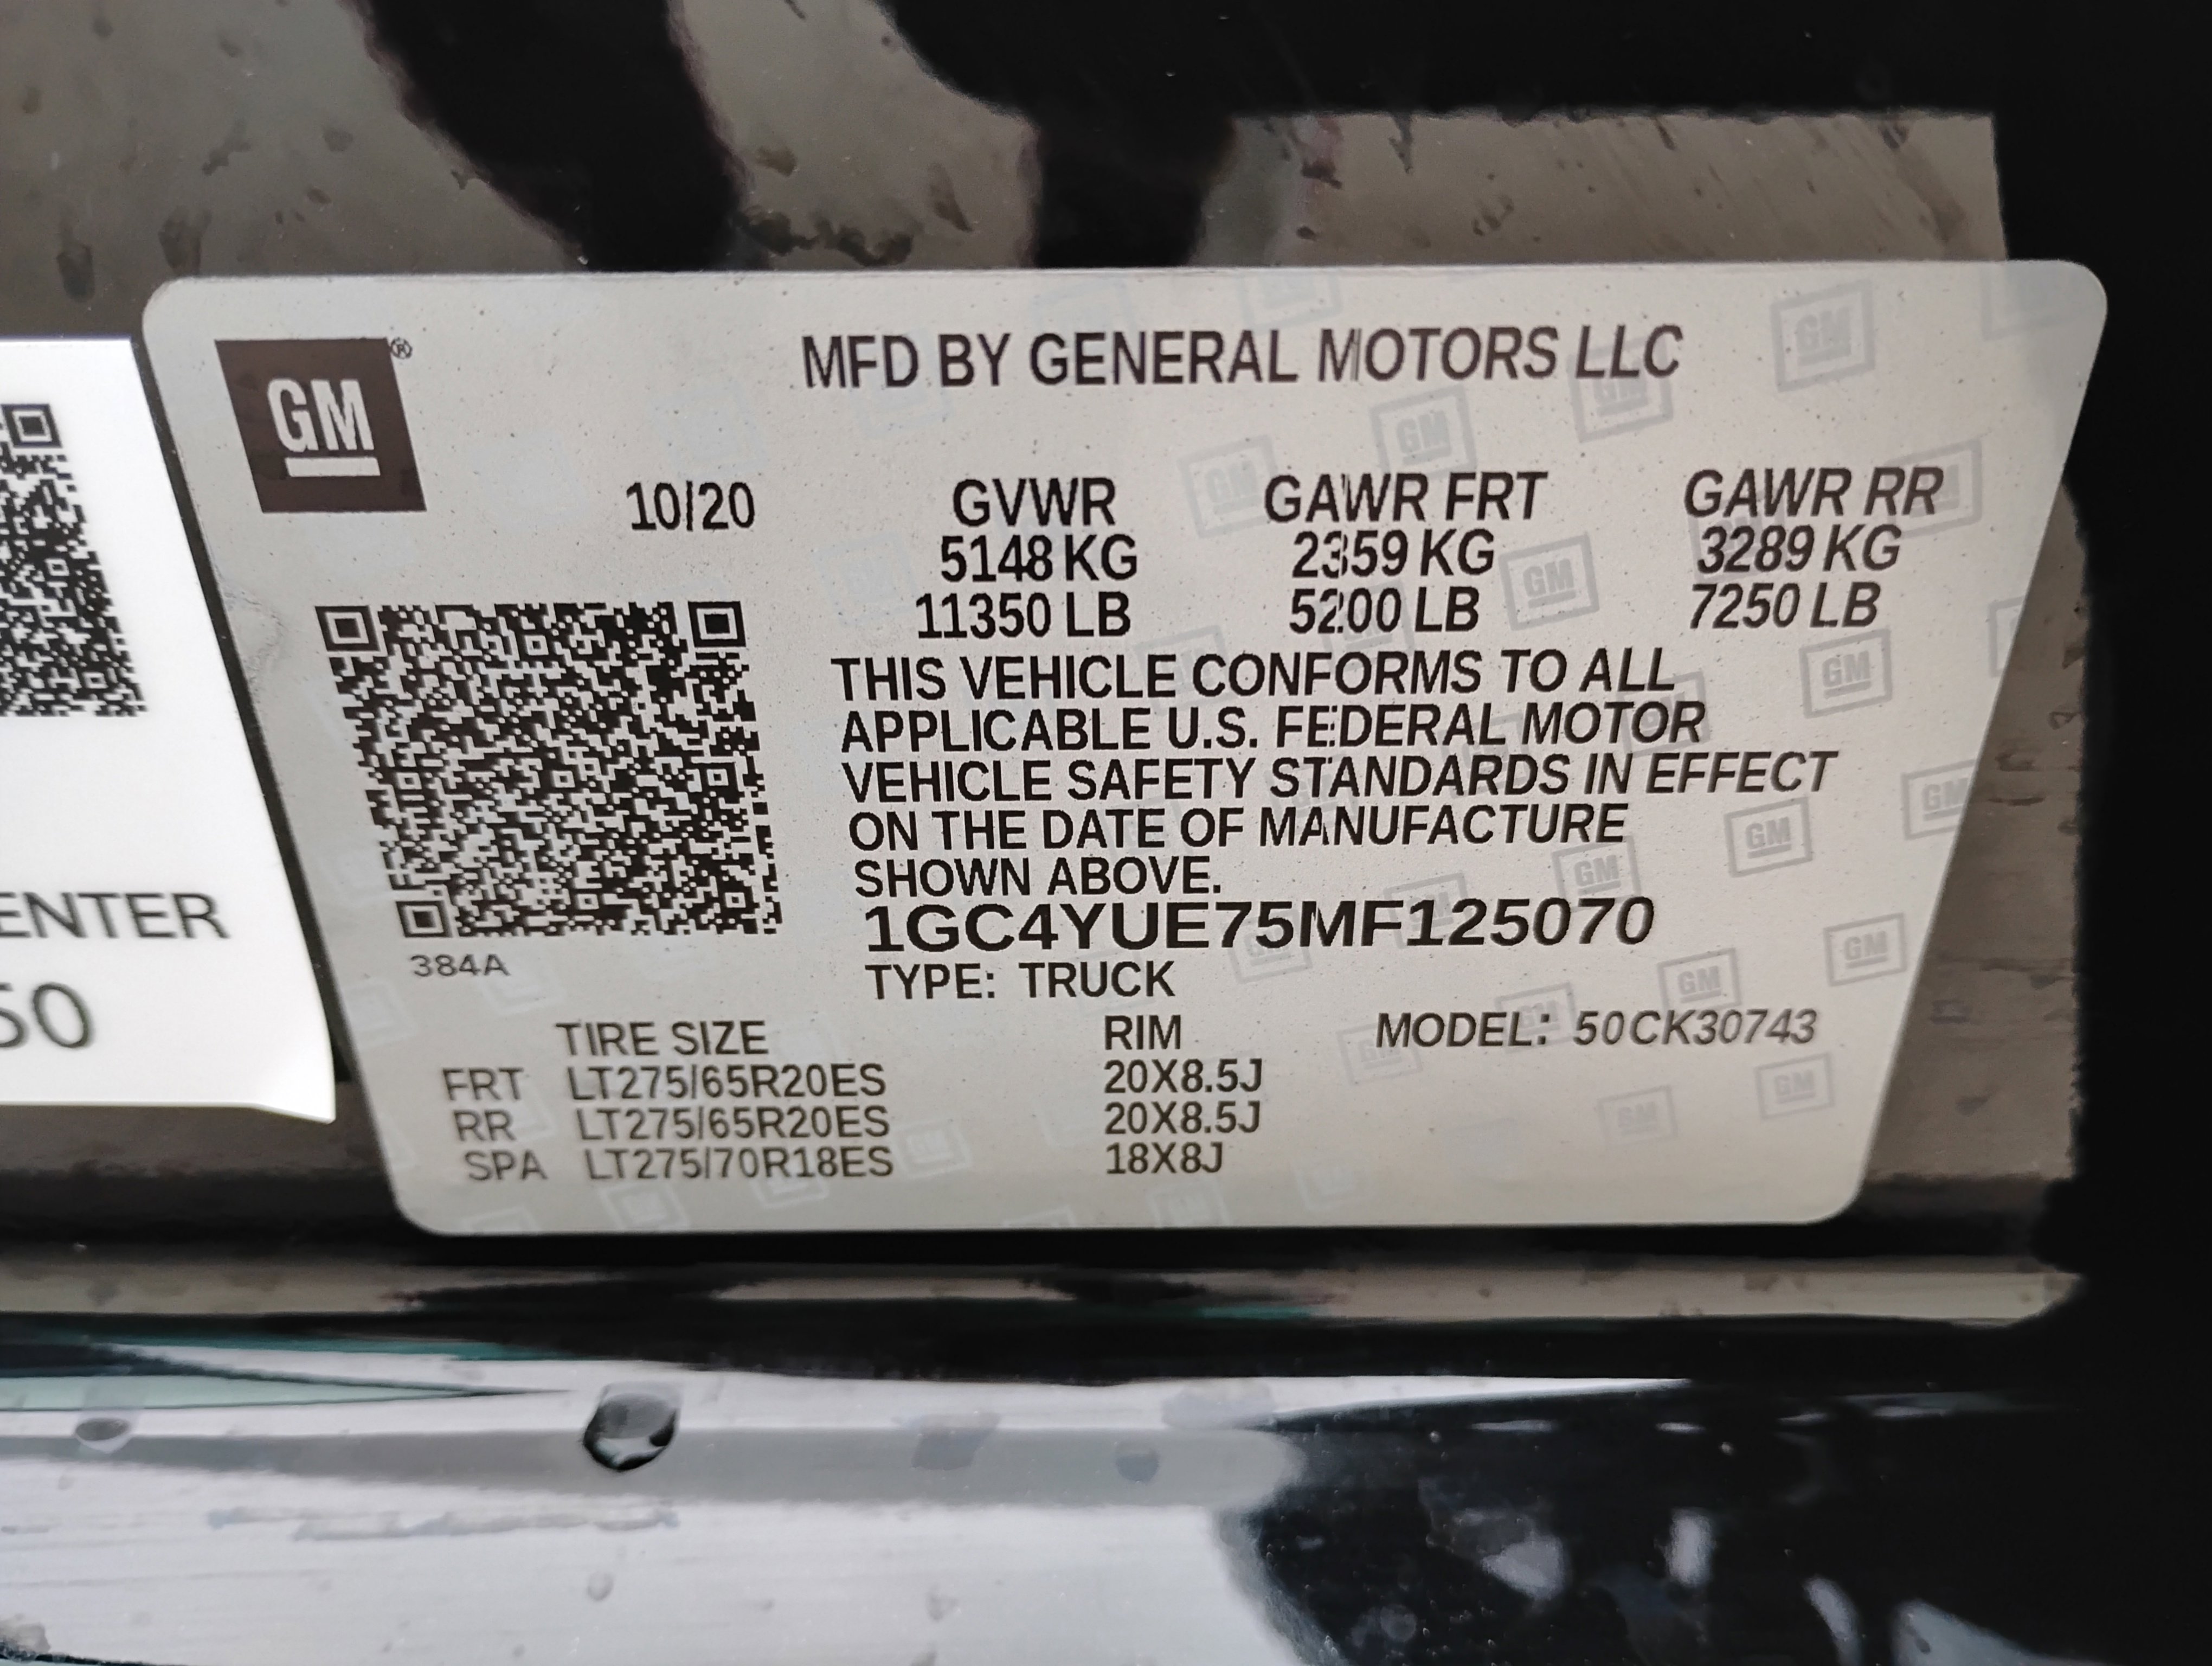 GM®
MFD BY GENERAL MOTORS LLC
10/20 GVWR GAWR FRT GAWR RR
5148 KG 2359 KG 3289 KG
11350 LB 5200 LB 7250 LB
THIS VEHICLE CONFORMS TO ALL
APPLICABLE U.S. FEDERAL MOTOR
VEHICLE SAFETY STANDARDS IN EFFECT
ON THE DATE OF MANUFACTURE
SHOWN ABOVE.
1GC4YUE75MF125070
384A
TYPE: TRUCK
TIRE SIZE RIM MODEL: 50CK30743
FRT LT275/65R20ES 20X8.5J
RR LT275/65R20ES 20X8.5J
SPA LT275/70R18ES 18X8J
ENTER
50